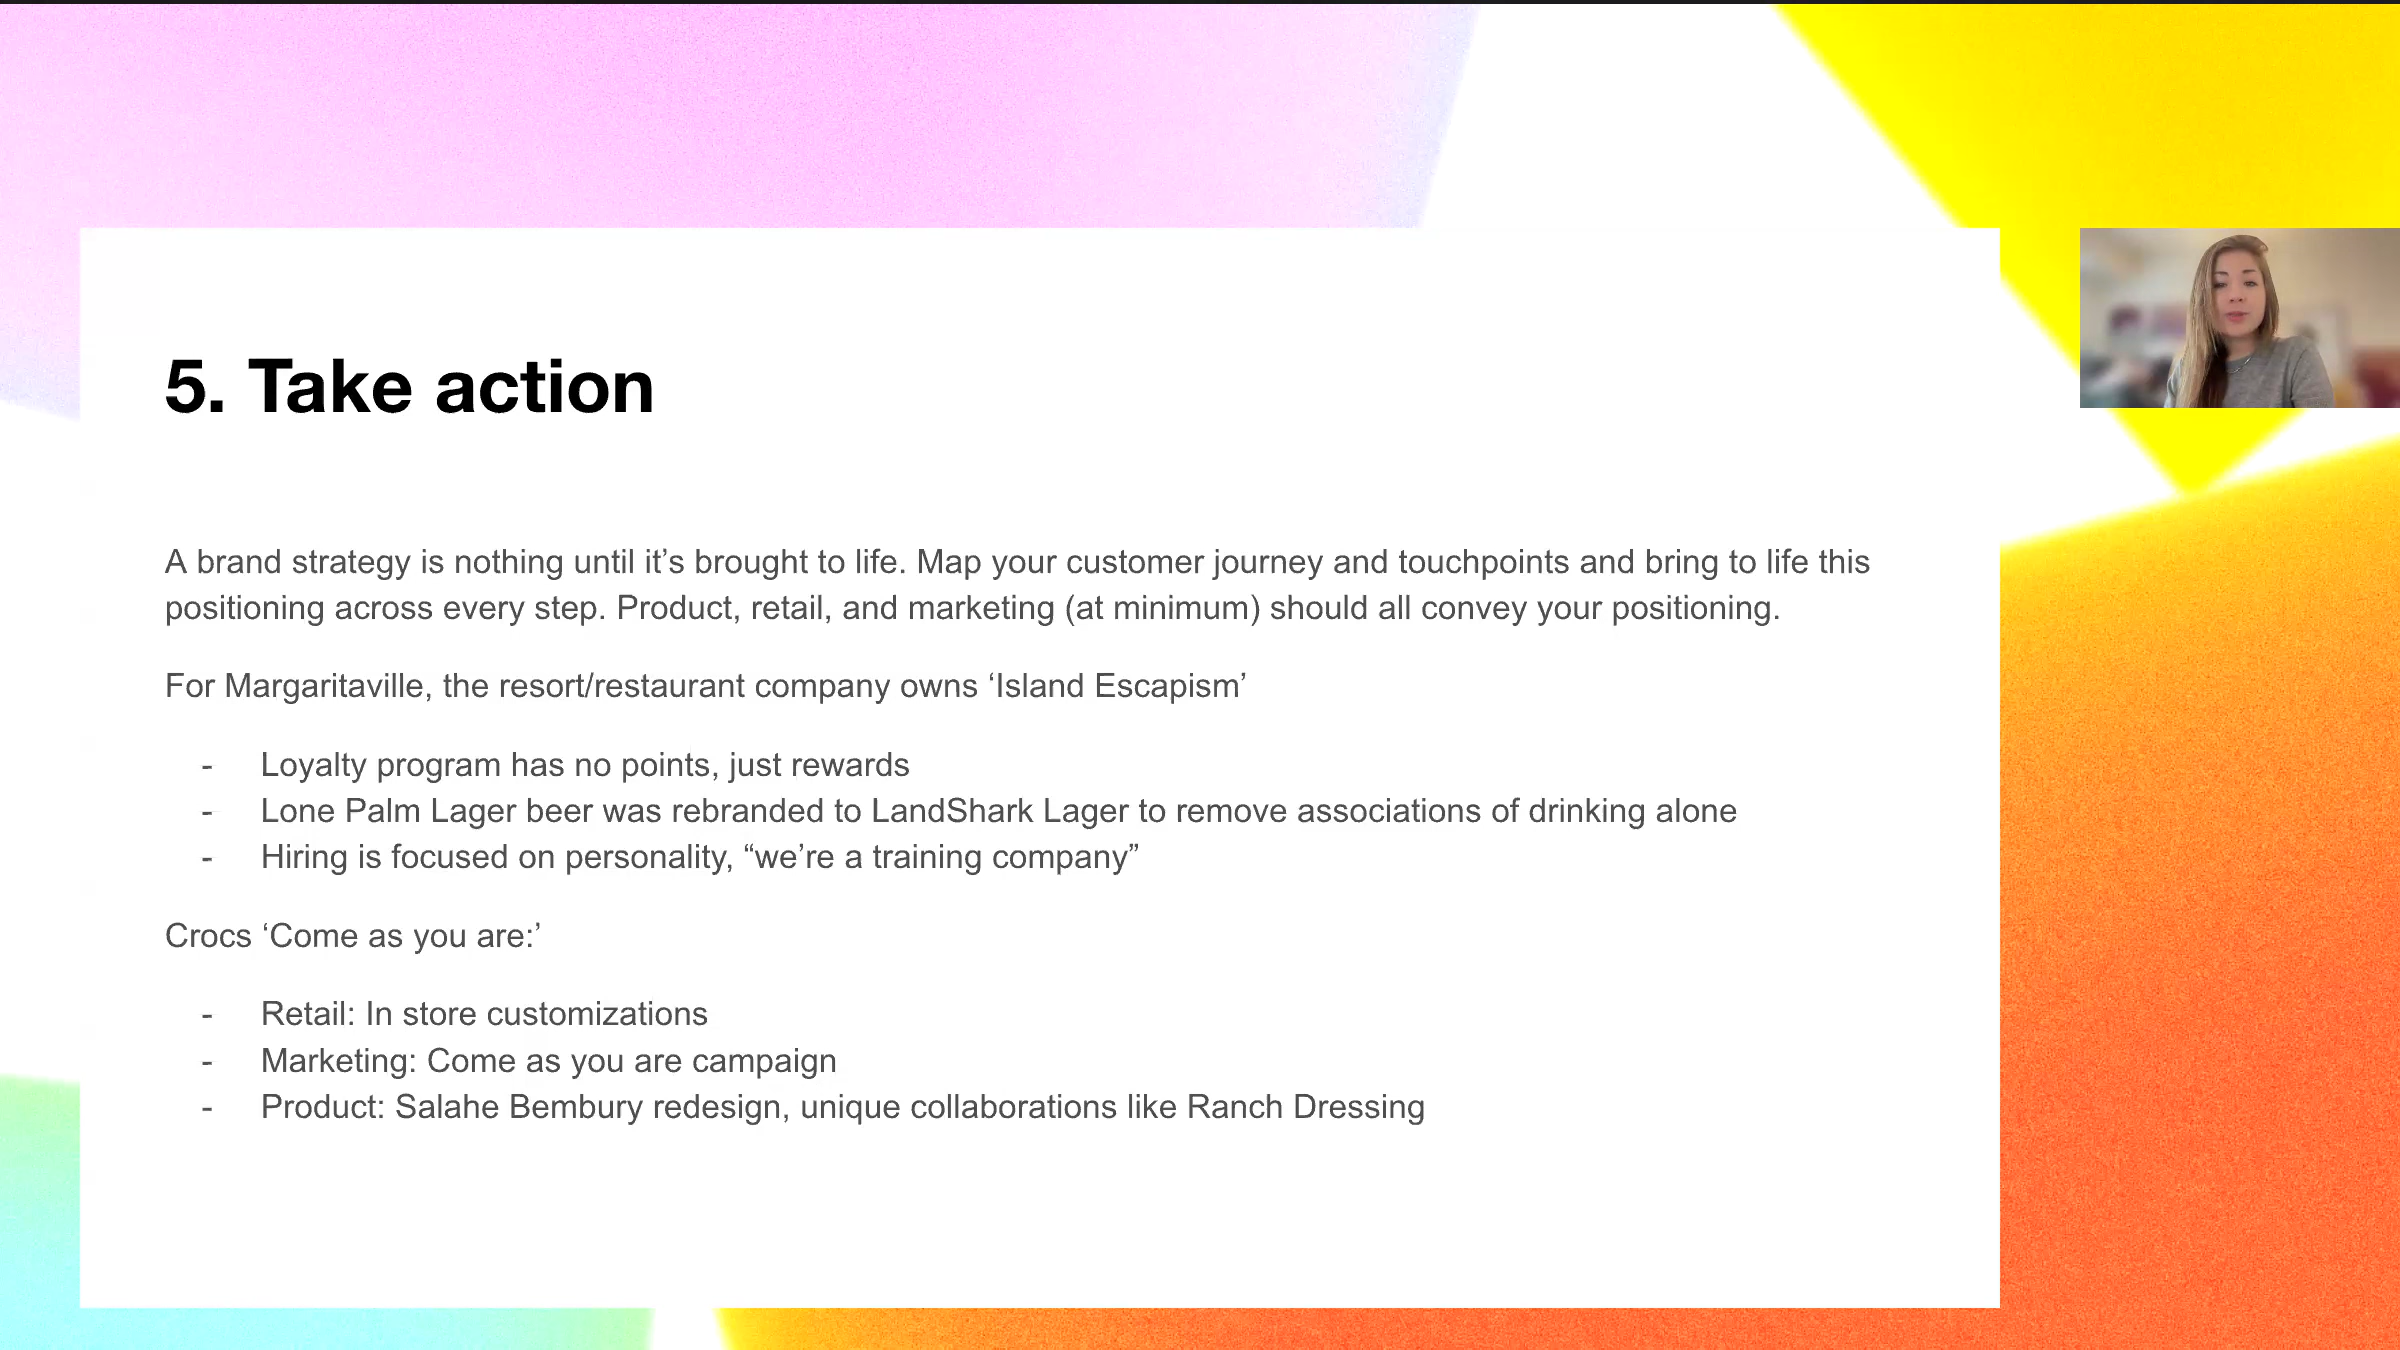 5. Take action
A brand strategy is nothing until it’s brought to life. Map your customer journey and touchpoints and bring to life this
positioning across every step. Product, retail, and marketing (at minimum) should all convey your positioning.
For Margaritaville, the resort/restaurant company owns ‘Island Escapism’
- Loyalty program has no points, just rewards
- Lone Palm Lager beer was rebranded to LandShark Lager to remove associations of drinking alone
- Hiring is focused on personality, “we’re a training company”
Crocs ‘Come as you are:’
- Retail: In store customizations
- Marketing: Come as you are campaign
- Product: Salahe Bembury redesign, unique collaborations like Ranch Dressing